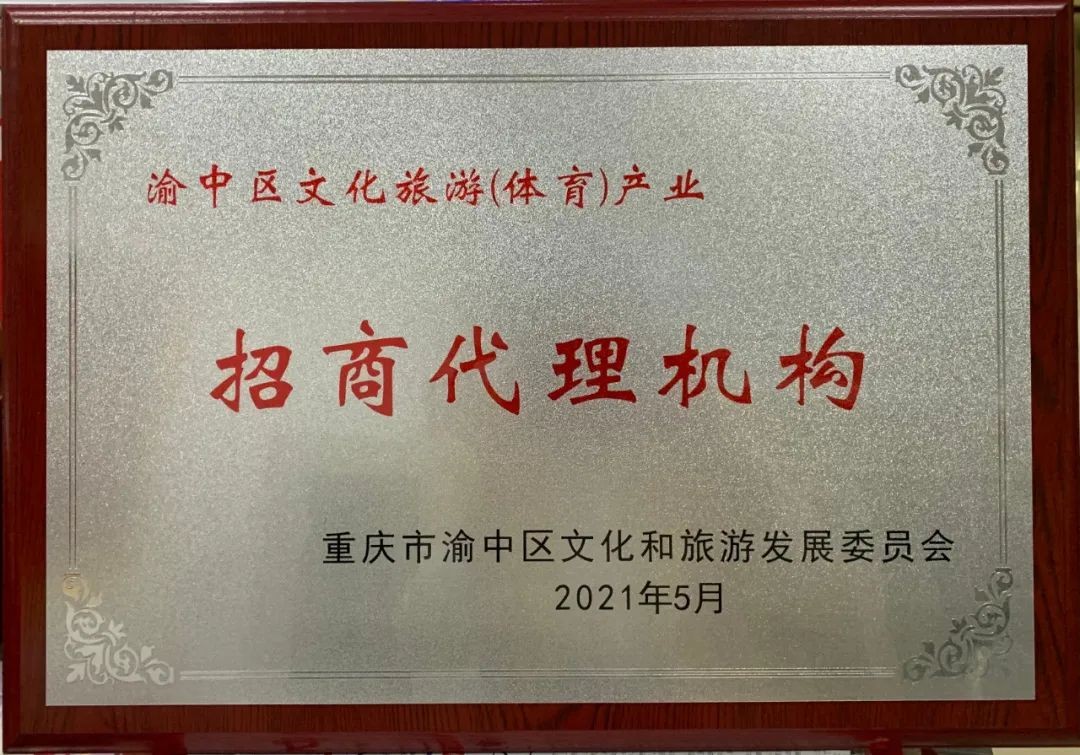 渝中区文化旅游(体育)产业
招商代理机构
重庆市渝中区文化和旅游发展委员会
2021年5月